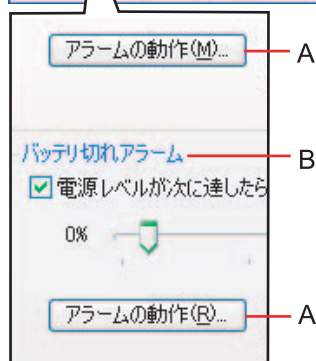 アラームの動作(M)... A
バッテリ切れアラーム B
電源レベルが次に達したら
0%
アラームの動作(R)... A